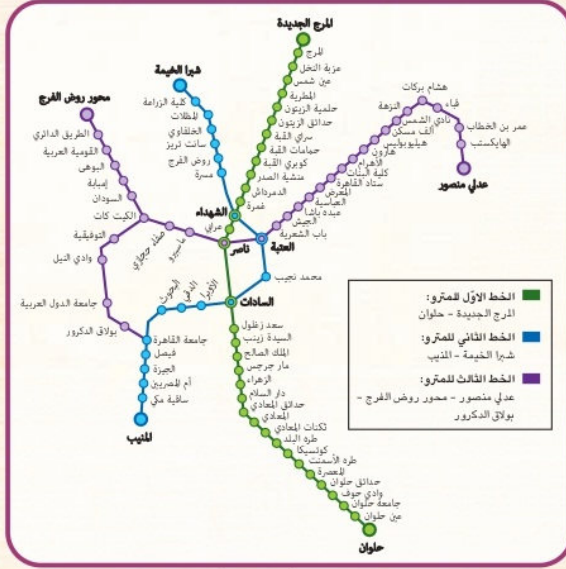 المرج الجديدة
المرج
عزبة النخل
عين شمس
المطرية
حلمية الزيتون
حدائق الزيتون
سراي القبة
حمامات القبة
كوبري القبة
منشية الصدر
الدمرداش
غمرة
الشهداء
عرابي
ناصر
السادات
سعد زغلول
السيدة زينب
الملك الصالح
مار جرجس
الزهراء
دار السلام
حدائق المعادي
المعادي
ثكنات المعادي
طره البلد
كوتسيكا
طره الأسمنت
المعصرة
حدائق حلوان
وادي حوف
جامعة حلوان
عين حلوان
حلوان
شبرا الخيمة
كلية الزراعة
المظلات
الخلفاوي
سانت تريز
روض الفرج
مسرة
العتبة
محمد نجيب
الأوبرا
الدقي
البحوث
جامعة القاهرة
فيصل
الجيزة
أم المصريين
ساقية مكي
المنيب
عدلي منصور
الهايكستب
عمر بن الخطاب
قباء
هشام بركات
النزهة
نادي الشمس
ألف مسكن
هيليوبوليس
هارون
الأهرام
كلية البنات
ستاد القاهرة
المعرض
العباسية
عبده باشا
الجيش
باب الشعرية
ماسبيرو
صفاء حجازي
الكيت كات
السودان
إمبابة
البوهي
القومية العربية
الطريق الدائري
محور روض الفرج
التوفيقية
وادي النيل
جامعة الدول العربية
بولاق الدكرور
الخط الأول للمترو:
المرج الجديدة - حلوان
الخط الثاني للمترو:
شبرا الخيمة - المنيب
الخط الثالث للمترو:
عدلي منصور - محور روض الفرج -
بولاق الدكرور